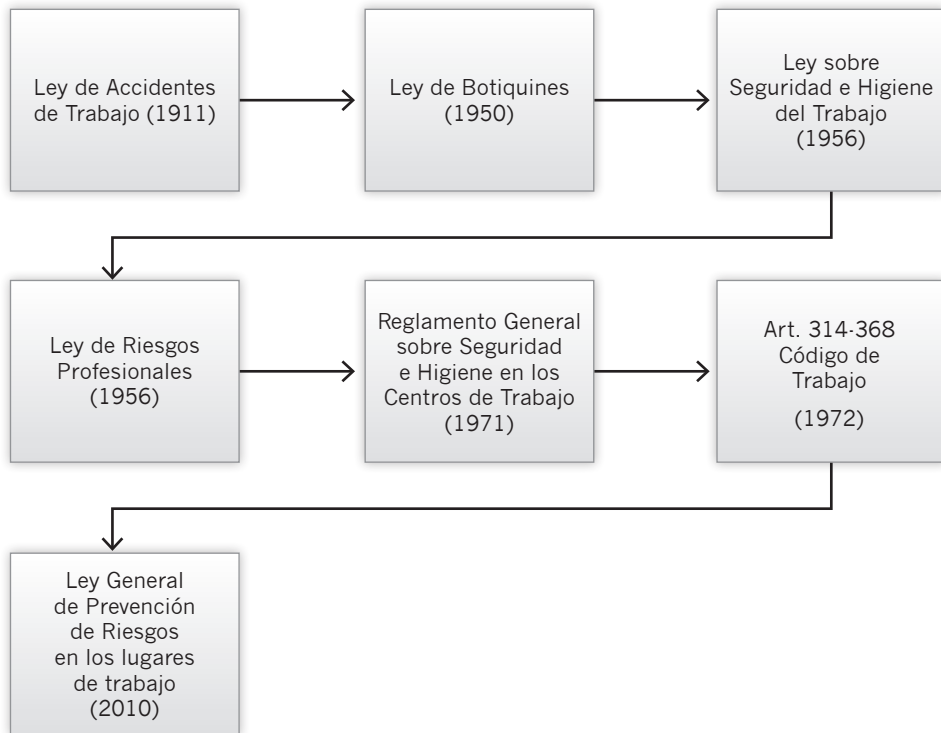 Ley de Accidentes
de Trabajo (1911)
Ley de Botiquines
(1950)
Ley sobre
Seguridad e Higiene
del Trabajo
(1956)
Ley de Riesgos
Profesionales
(1956)
Reglamento General
sobre Seguridad
e Higiene en los
Centros de Trabajo
(1971)
Art. 314-368
Código de
Trabajo
(1972)
Ley General
de Prevención
de Riesgos
en los lugares
de trabajo
(2010)